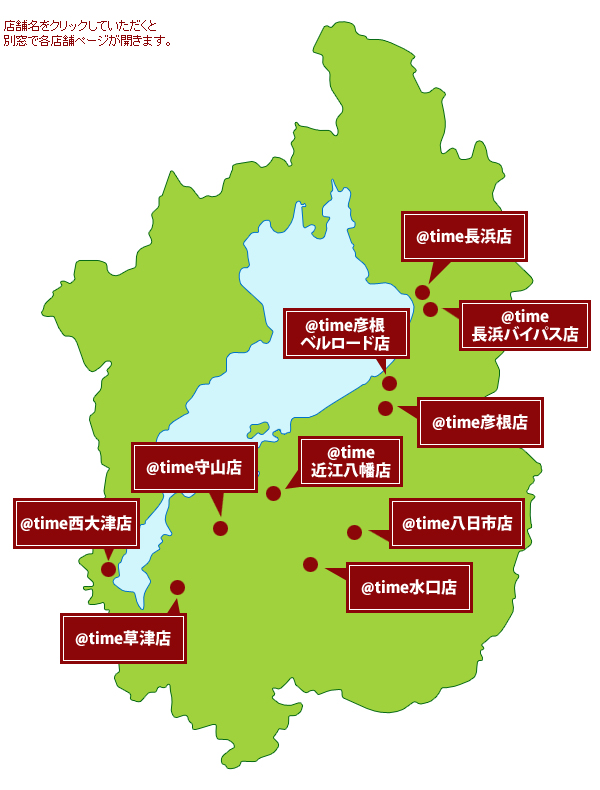 店舗名をクリックしていただくと
別窓で各店舗ページが開きます。
@time長浜店
@time
長浜バイパス店
@time彦根
ベルロード店
@time彦根店
@time
近江八幡店
@time守山店
@time西大津店
@time八日市店
@time水口店
@time草津店